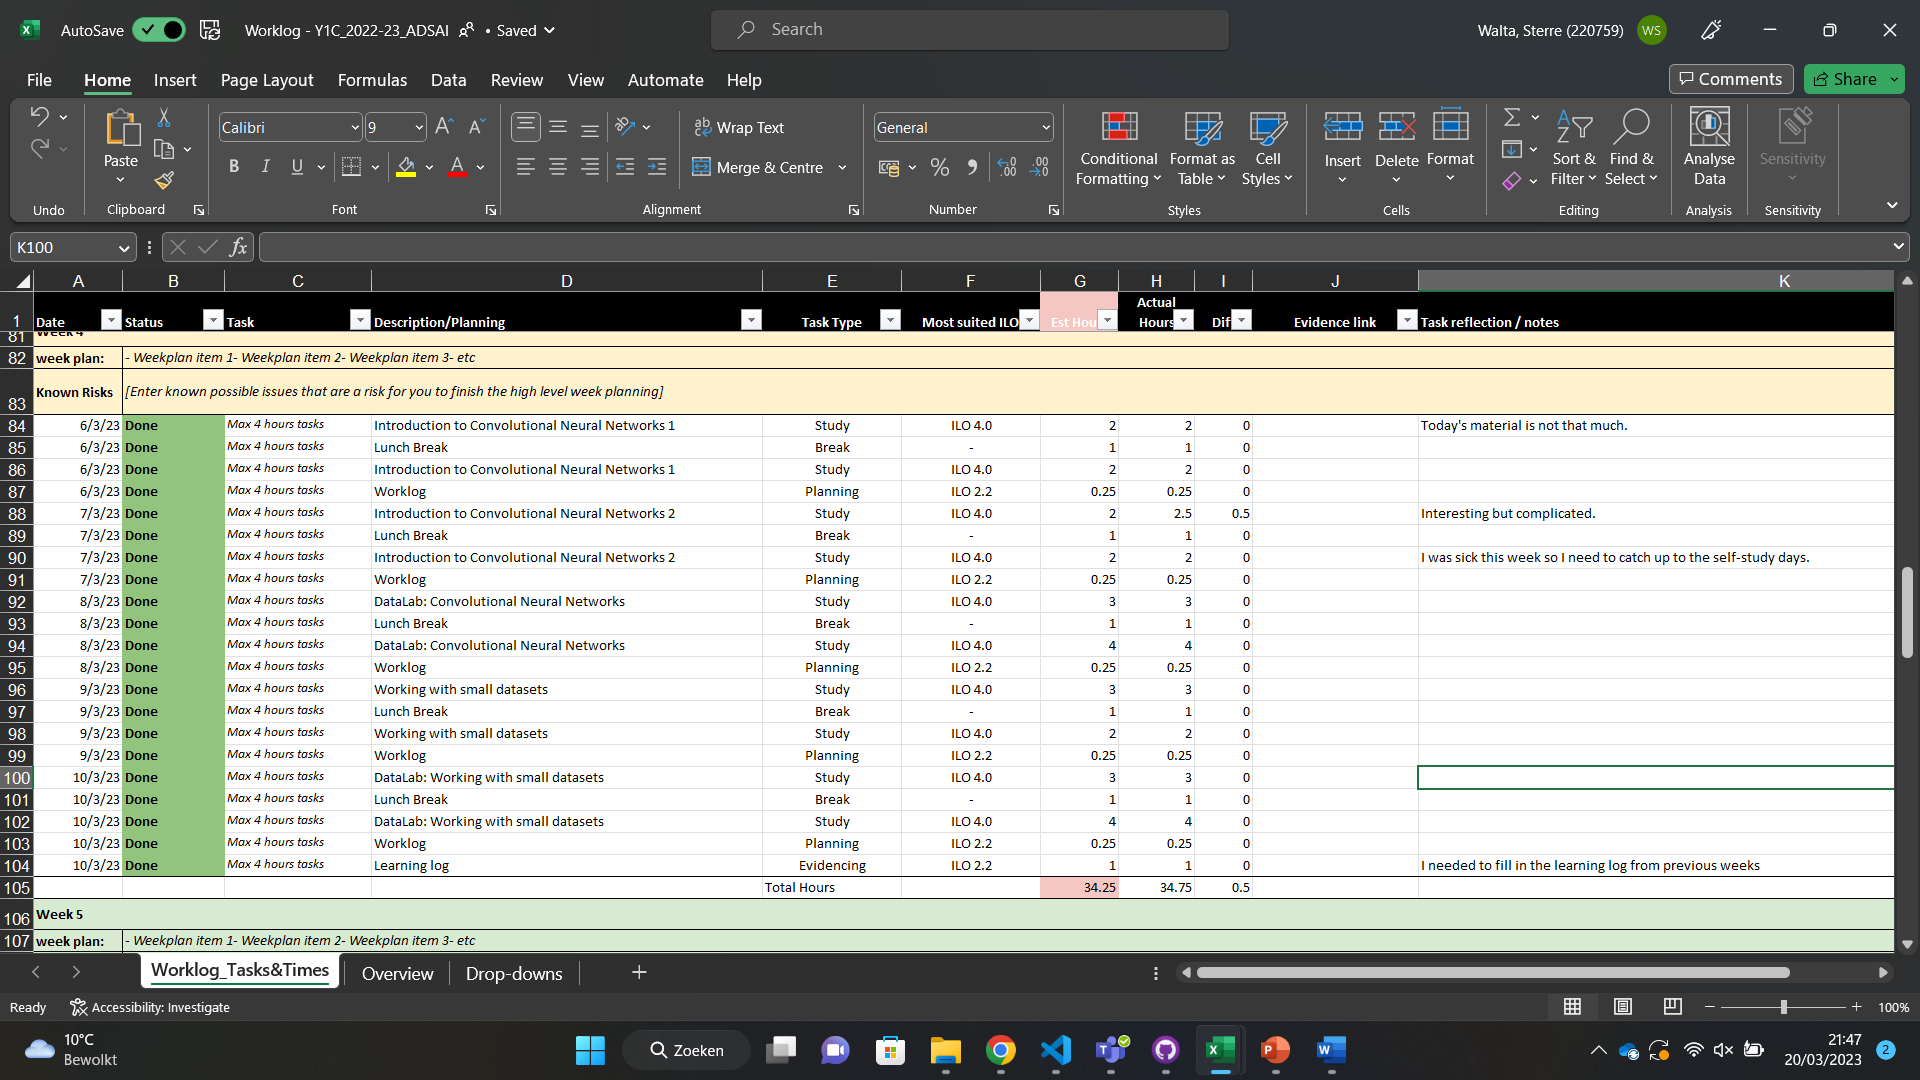 AutoSave Worklog - Y1C_2022-23_ADSAI • Saved Search Walta, Sterre (220759) WS
File Home Insert Page Layout Formulas Data Review View Automate Help Comments Share
Calibri 9 Wrap Text General
Paste B I U Merge & Centre % Conditional Formatting Format as Table Cell Styles Insert Delete Format Sort & Filter Find & Select Analyse Data Sensitivity
Undo Clipboard Font Alignment Number Styles Cells Editing Analysis Sensitivity
K100 fx
A B C D E F G H I J K
1 Date Status Task Description/Planning Task Type Most suited ILO Est Hou Actual Hours Dif Evidence link Task reflection / notes
81 Week 4
82 week plan: - Weekplan item 1- Weekplan item 2- Weekplan item 3- etc
83 Known Risks [Enter known possible issues that are a risk for you to finish the high level week planning]
84 6/3/23 Done Max 4 hours tasks Introduction to Convolutional Neural Networks 1 Study ILO 4.0 2 2 0 Today's material is not that much.
85 6/3/23 Done Max 4 hours tasks Lunch Break Break - 1 1 0
86 6/3/23 Done Max 4 hours tasks Introduction to Convolutional Neural Networks 1 Study ILO 4.0 2 2 0
87 6/3/23 Done Max 4 hours tasks Worklog Planning ILO 2.2 0.25 0.25 0
88 7/3/23 Done Max 4 hours tasks Introduction to Convolutional Neural Networks 2 Study ILO 4.0 2 2.5 0.5 Interesting but complicated.
89 7/3/23 Done Max 4 hours tasks Lunch Break Break - 1 1 0
90 7/3/23 Done Max 4 hours tasks Introduction to Convolutional Neural Networks 2 Study ILO 4.0 2 2 0 I was sick this week so I need to catch up to the self-study days.
91 7/3/23 Done Max 4 hours tasks Worklog Planning ILO 2.2 0.25 0.25 0
92 8/3/23 Done Max 4 hours tasks DataLab: Convolutional Neural Networks Study ILO 4.0 3 3 0
93 8/3/23 Done Max 4 hours tasks Lunch Break Break - 1 1 0
94 8/3/23 Done Max 4 hours tasks DataLab: Convolutional Neural Networks Study ILO 4.0 4 4 0
95 8/3/23 Done Max 4 hours tasks Worklog Planning ILO 2.2 0.25 0.25 0
96 9/3/23 Done Max 4 hours tasks Working with small datasets Study ILO 4.0 3 3 0
97 9/3/23 Done Max 4 hours tasks Lunch Break Break - 1 1 0
98 9/3/23 Done Max 4 hours tasks Working with small datasets Study ILO 4.0 2 2 0
99 9/3/23 Done Max 4 hours tasks Worklog Planning ILO 2.2 0.25 0.25 0
100 10/3/23 Done Max 4 hours tasks DataLab: Working with small datasets Study ILO 4.0 3 3 0
101 10/3/23 Done Max 4 hours tasks Lunch Break Break - 1 1 0
102 10/3/23 Done Max 4 hours tasks DataLab: Working with small datasets Study ILO 4.0 4 4 0
103 10/3/23 Done Max 4 hours tasks Worklog Planning ILO 2.2 0.25 0.25 0
104 10/3/23 Done Max 4 hours tasks Learning log Evidencing ILO 2.2 1 1 0 I needed to fill in the learning log from previous weeks
105 Total Hours 34.25 34.75 0.5
106 Week 5
107 week plan: - Weekplan item 1- Weekplan item 2- Weekplan item 3- etc
Worklog_Tasks&Times Overview Drop-downs +
Ready Accessibility: Investigate 100%
10°C Zoeken 21:47
Bewolkt 20/03/2023 2